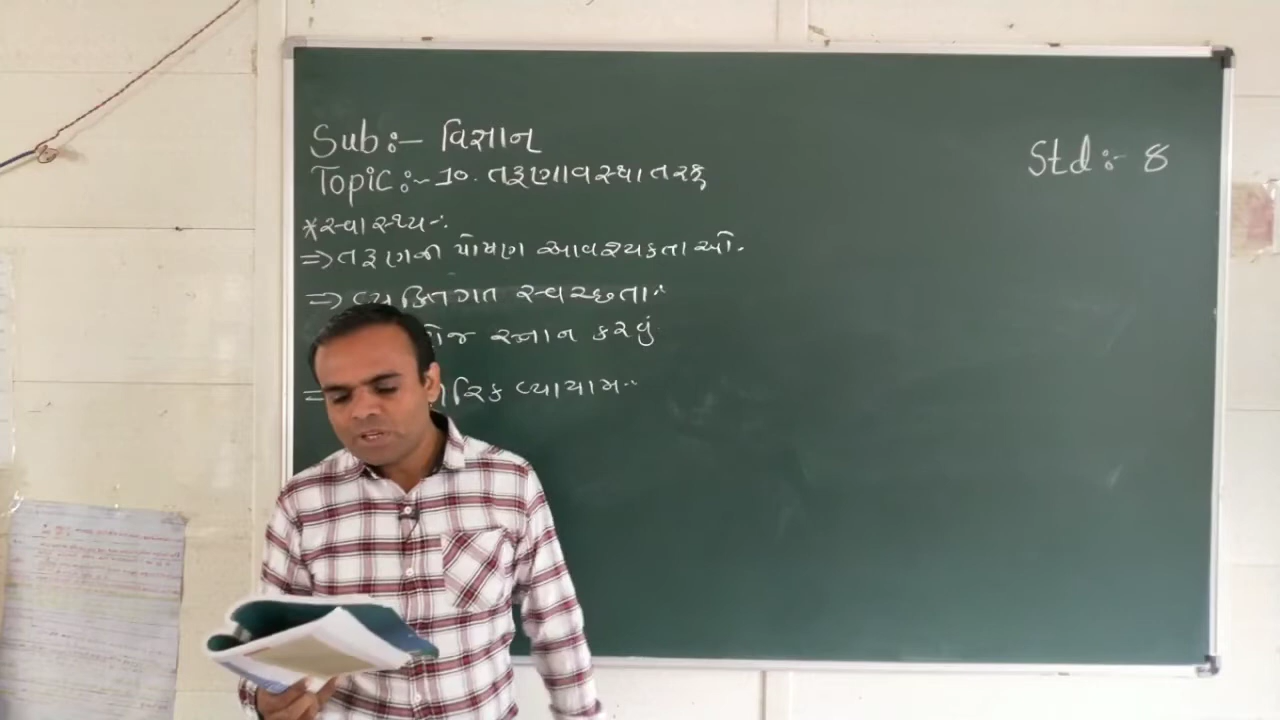 Sub:- વિજ્ઞાન
Std:- 8
Topic:- 10. તરૂણાવસ્થા તરફ
*સ્વાસ્થ્ય:
=> તરૂણની પોષણ આવશ્યકતાઓ.
=> વ્યક્તિગત સ્વચ્છતા:
સ્નાન કરવું
=> વ્યાયામ: